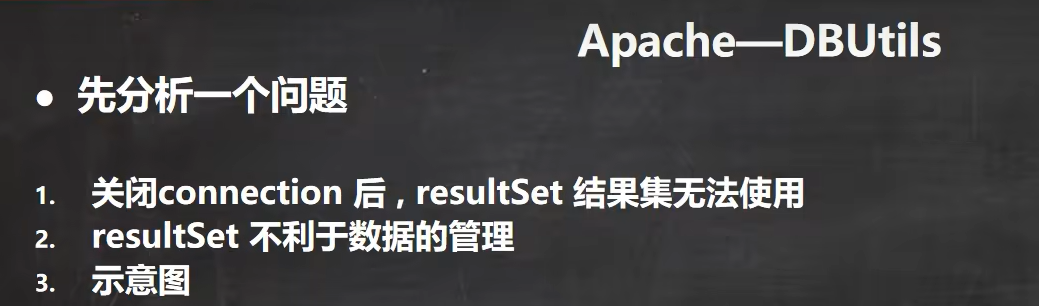 Apache—DBUtils
● 先分析一个问题
1. 关闭connection 后 , resultSet 结果集无法使用
2. resultSet 不利于数据的管理
3. 示意图